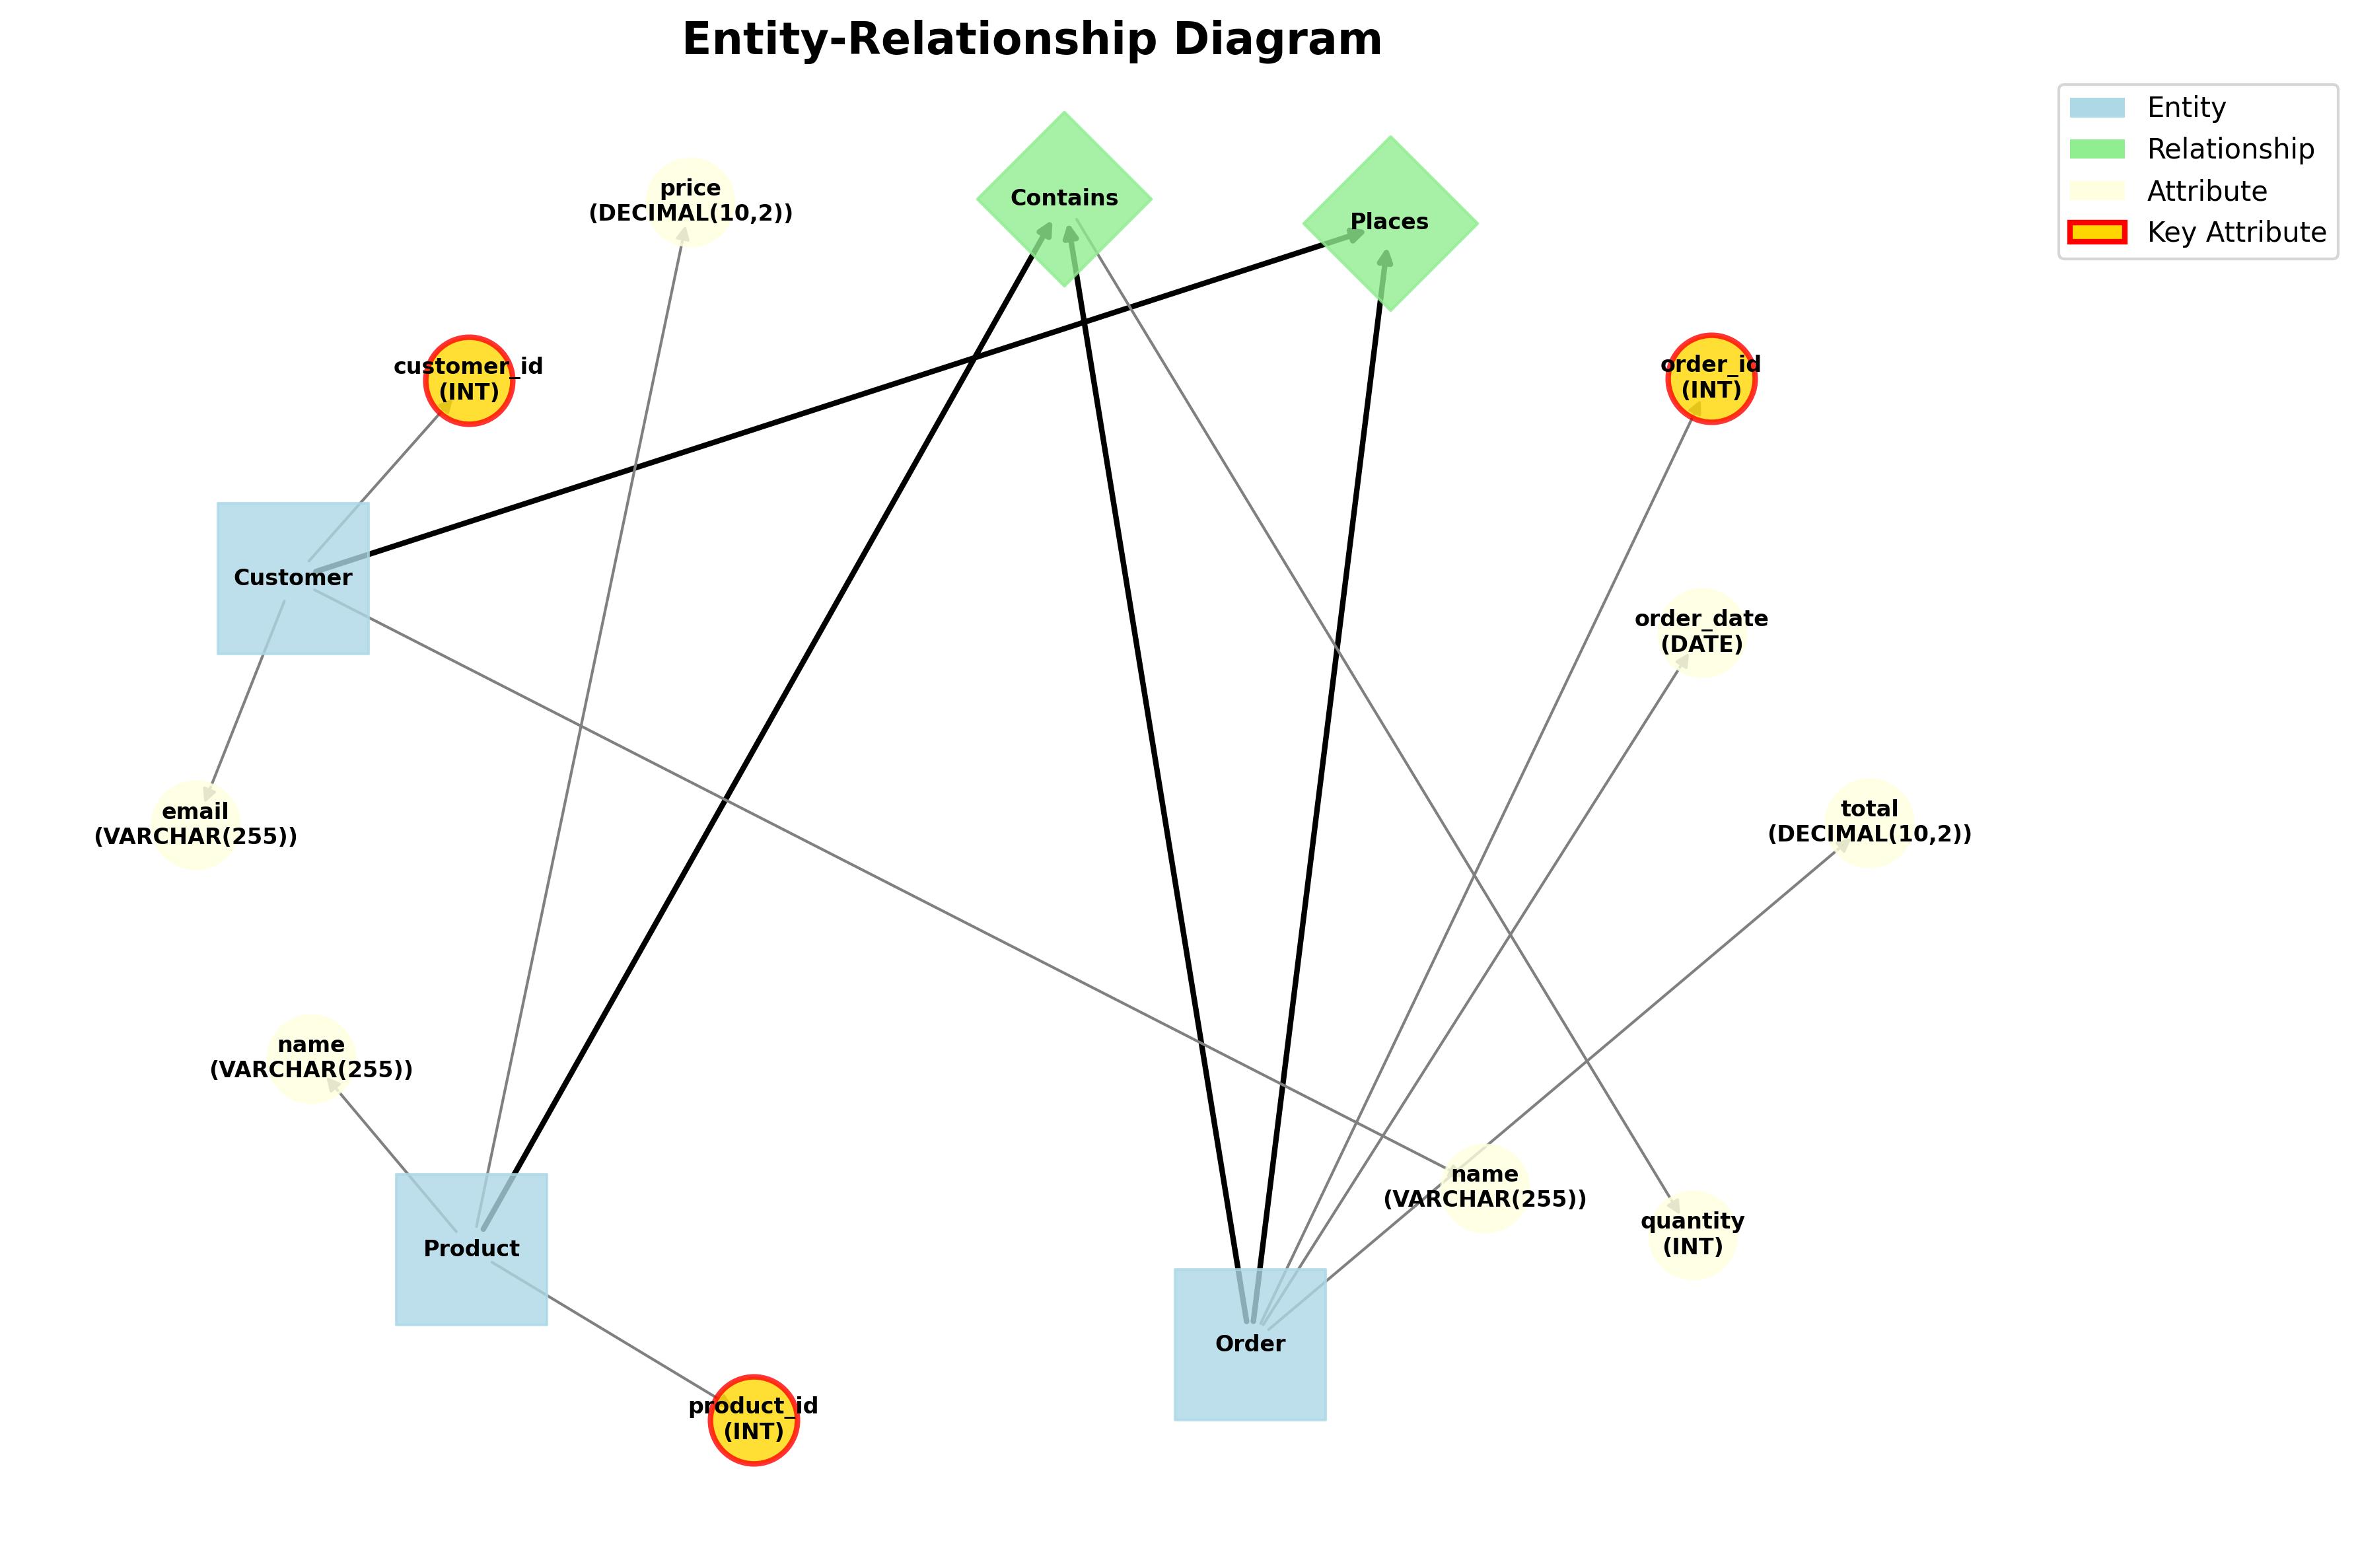 Entity-Relationship Diagram
Entity
Relationship
Attribute
Key Attribute
price
(DECIMAL(10,2))
Contains
Places
customer_id
(INT)
order_id
(INT)
Customer
order_date
(DATE)
email
(VARCHAR(255))
total
(DECIMAL(10,2))
name
(VARCHAR(255))
name
(VARCHAR(255))
quantity
(INT)
Product
Order
product_id
(INT)